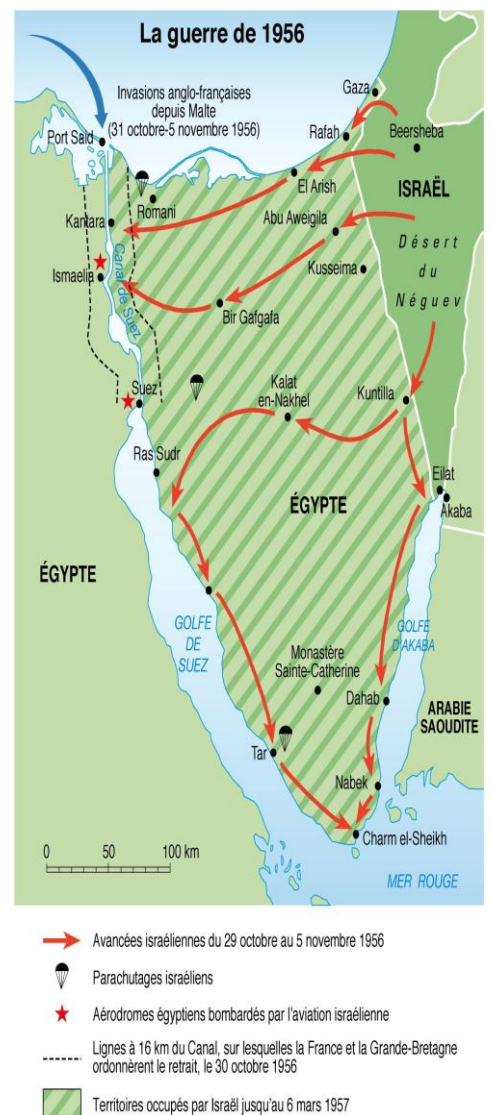 La guerre de 1956
Invasions anglo-françaises
depuis Malte
(31 octobre-5 novembre 1956)
Gaza
Port Said
Rafah
Beersheba
El Arish
ISRAËL
Romani
Kantara
Abu Aweigila
Désert
du
Néguev
Canal de Suez
Kusseima
Ismaelia
Bir Gafgafa
Suez
Kalat
en-Nakhel
Kuntilla
Ras Sudr
Eilat
Akaba
ÉGYPTE
ÉGYPTE
GOLFE
DE
SUEZ
GOLFE
D'AKABA
Monastère
Sainte-Catherine
Dahab
ARABIE
SAOUDITE
Tar
Nabek
Charm el-Sheikh
0 50 100 km
MER ROUGE
Avancées israéliennes du 29 octobre au 5 novembre 1956
Parachutages israéliens
Aérodromes égyptiens bombardés par l'aviation israélienne
Lignes à 16 km du Canal, sur lesquelles la France et la Grande-Bretagne
ordonnèrent le retrait, le 30 octobre 1956
Territoires occupés par Israël jusqu'au 6 mars 1957